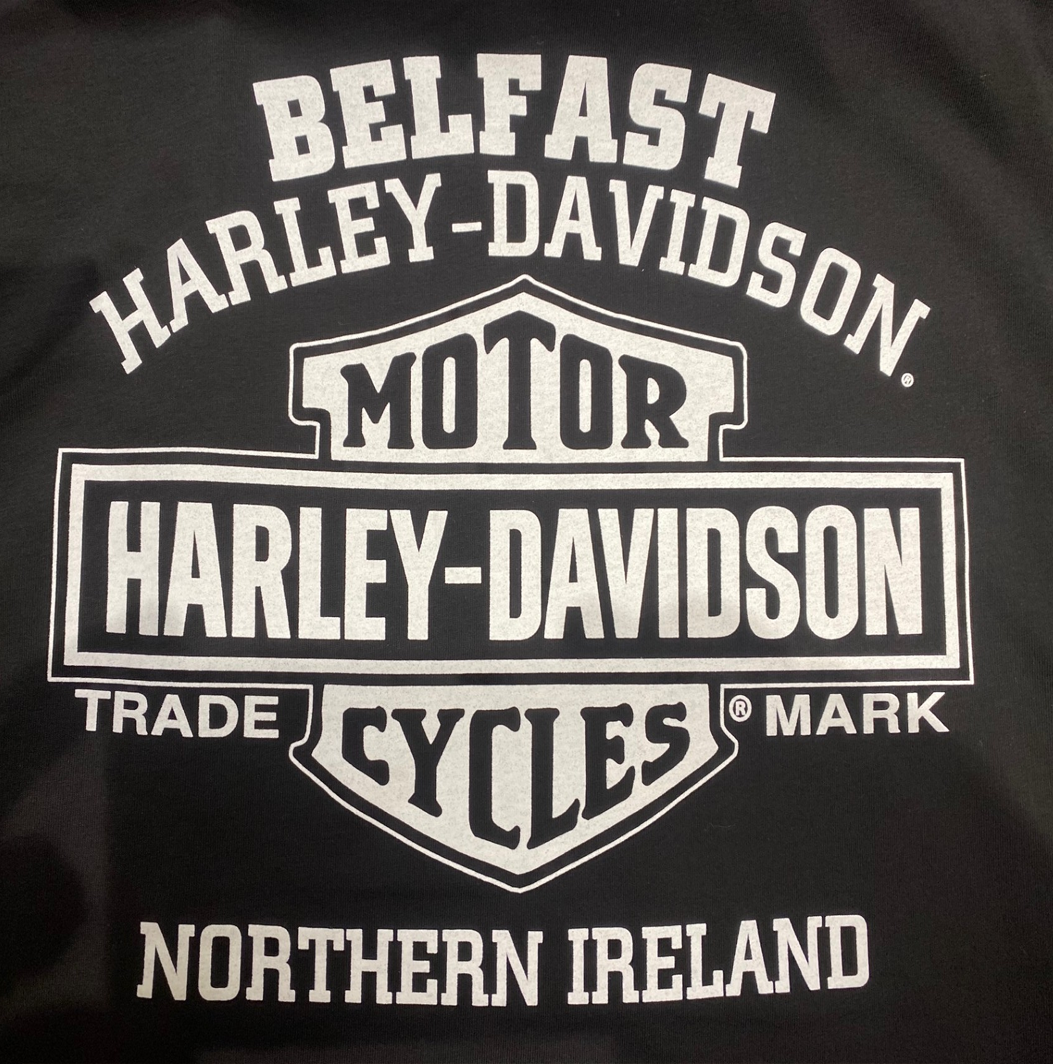 BELFAST
HARLEY-DAVIDSON®
MOTOR
HARLEY-DAVIDSON
TRADE ® MARK
CYCLES
NORTHERN IRELAND